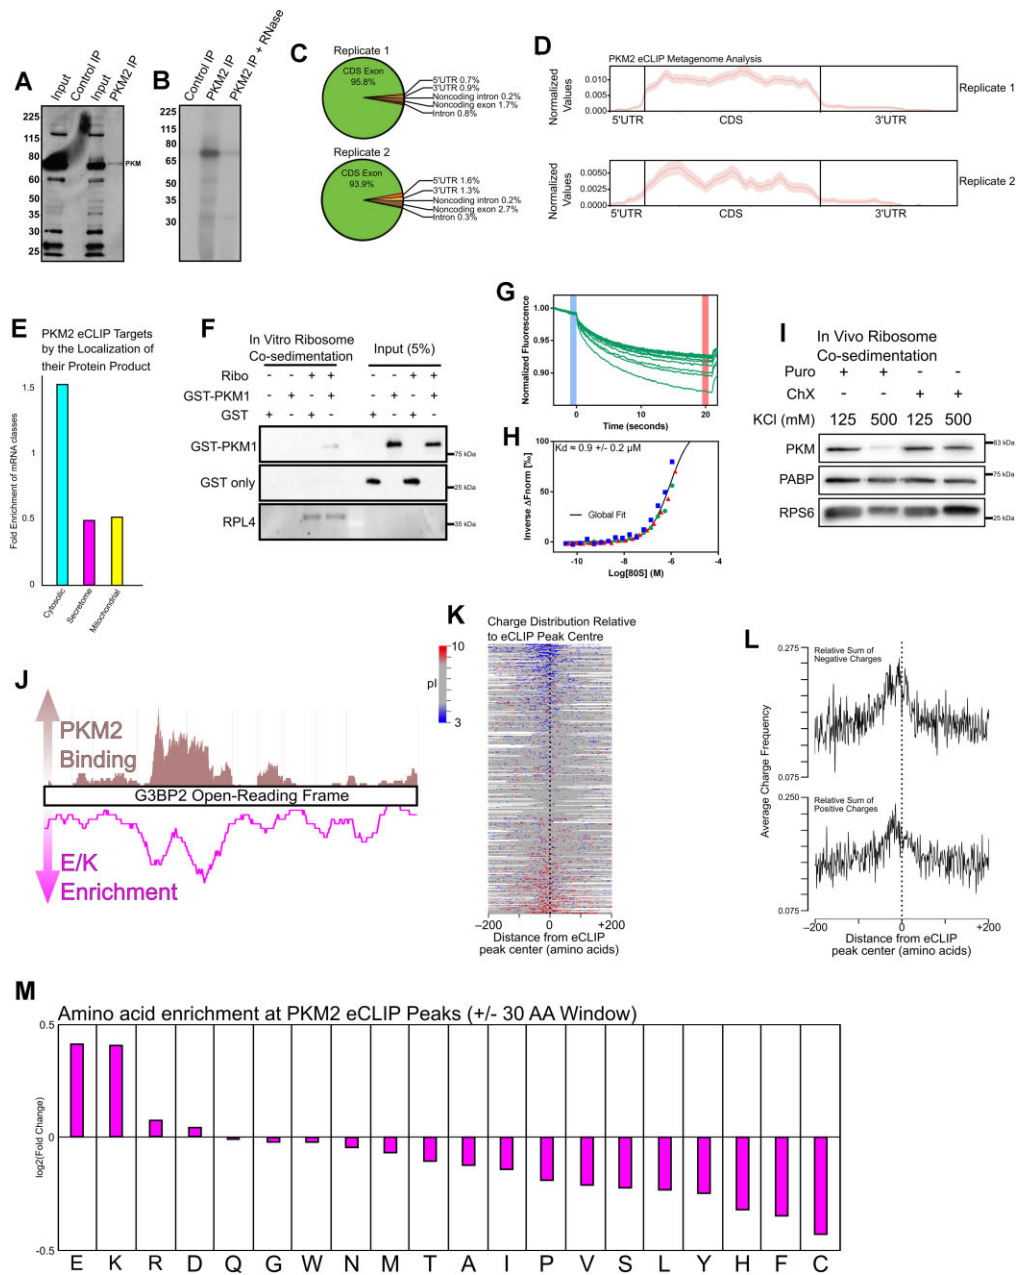 A
Input
Control IP
Input
PKM2 IP
225
115
80
65
50
35
30
25
PKM
B
Control IP
PKM2 IP
PKM2 IP + RNase
225
115
80
65
50
35
30
C
Replicate 1
CDS Exon
95.8%
5'UTR 0.7%
3'UTR 0.9%
Noncoding intron 0.2%
Noncoding exon 1.7%
Intron 0.8%
Replicate 2
CDS Exon
93.9%
5'UTR 1.6%
3'UTR 1.3%
Noncoding intron 0.2%
Noncoding exon 2.7%
Intron 0.3%
D
PKM2 eCLIP Metagenome Analysis
Normalized
Values
0.010
0.005
0.000
5'UTR
CDS
3'UTR
Replicate 1
Normalized
Values
0.0050
0.0025
0.0000
5'UTR
CDS
3'UTR
Replicate 2
E
PKM2 eCLIP Targets
by the Localization of
their Protein Product
Fold Enrichment of mRNA classes
1.5
1
0.5
0
Cytosolic
Secretome
Mitochondrial
F
In Vitro Ribosome
Co-sedimentation
Input (5%)
- - + + - - + + Ribo
GST-PKM1 - + - + - + - +
GST + - + - + - + -
GST-PKM1
75 kDa
GST only
25 kDa
RPL4
35 kDa
G
Normalized Fluorescence
1.00
0.95
0.90
0
20
Time (seconds)
H
Kd ≈ 0.9 +/- 0.2 µM
Inverse ΔFnorm [‰]
100
50
0
Global Fit
-10
-8
-6
-4
Log[80S] (M)
I
In Vivo Ribosome
Co-sedimentation
Puro + + - -
ChX - - + +
KCl (mM) 125 500 125 500
PKM
63 kDa
PABP
75 kDa
RPS6
25 kDa
J
PKM2
Binding
G3BP2 Open-Reading Frame
E/K
Enrichment
K
Charge Distribution Relative
to eCLIP Peak Centre
10
pI
3
−200
0
+200
Distance from eCLIP
peak center (amino acids)
L
Average Charge Frequency
0.275
Relative Sum of
Negative Charges
0.075
0.250
Relative Sum of
Positive Charges
0.075
−200
0
+200
Distance from eCLIP
peak center (amino acids)
M
Amino acid enrichment at PKM2 eCLIP Peaks (+/- 30 AA Window)
log2(Fold Change)
0.5
0
-0.5
E K R D Q G W N M T A I P V S L Y H F C